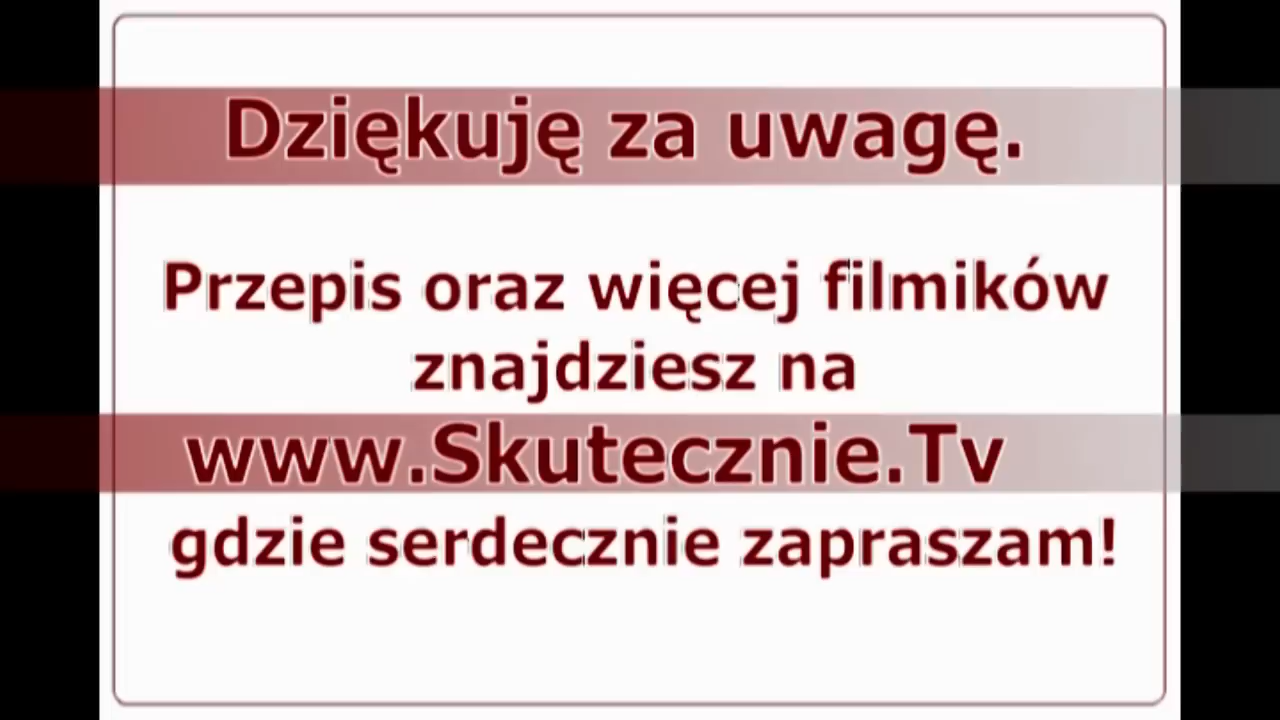 Dziękuję za uwagę.
Przepis oraz więcej filmików
znajdziesz na
www.Skutecznie.Tv
gdzie serdecznie zapraszam!